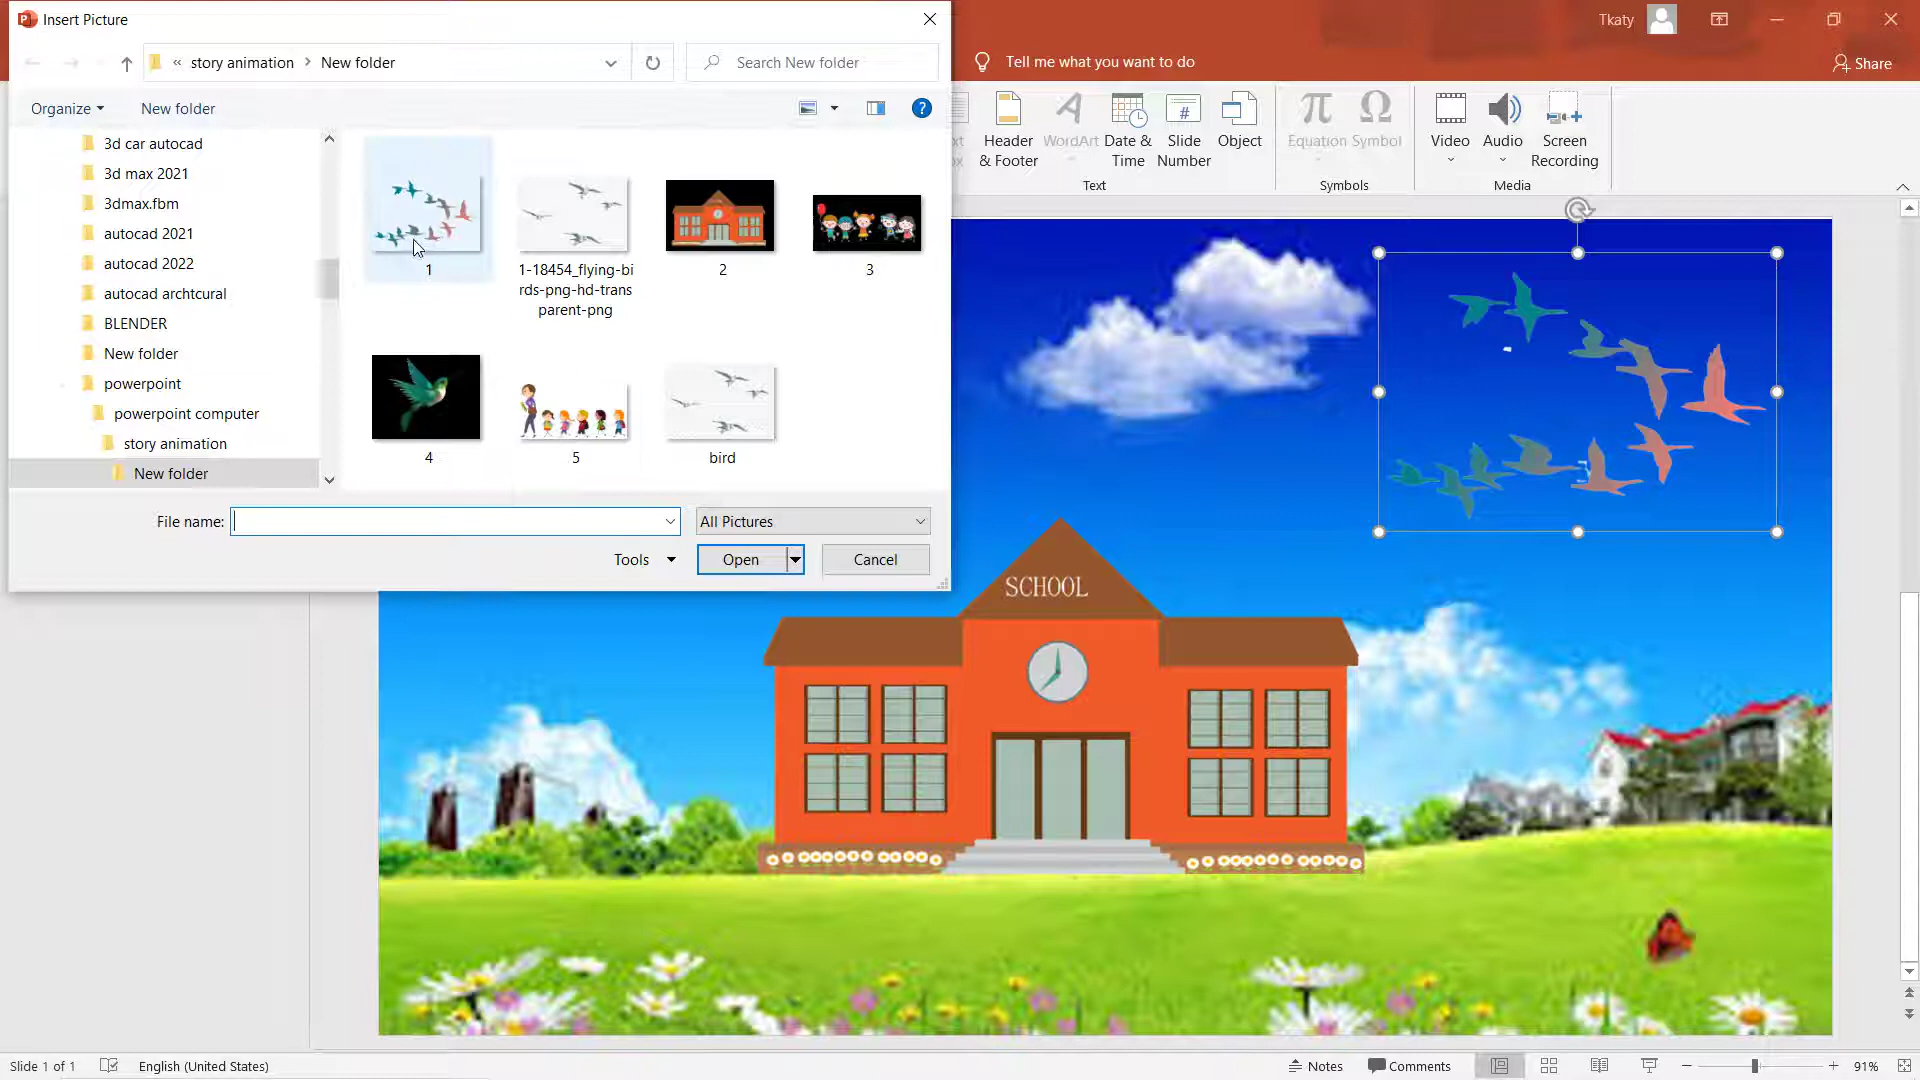 Insert Picture
Tkaty
« story animation > New folder
Search New folder
Tell me what you want to do
Share
Organize
New folder
3d car autocad
3d max 2021
3dmax.fbm
autocad 2021
autocad 2022
autocad archtcural
BLENDER
New folder
powerpoint
powerpoint computer
story animation
New folder
1
1-18454_flying-bi
rds-png-hd-trans
parent-png
2
3
4
5
bird
File name:
All Pictures
Tools
Open
Cancel
Header
& Footer
WordArt
Date &
Time
Slide
Number
Object
Equation
Symbol
Video
Audio
Screen
Recording
Text
Symbols
Media
SCHOOL
Slide 1 of 1
English (United States)
Notes
Comments
91%